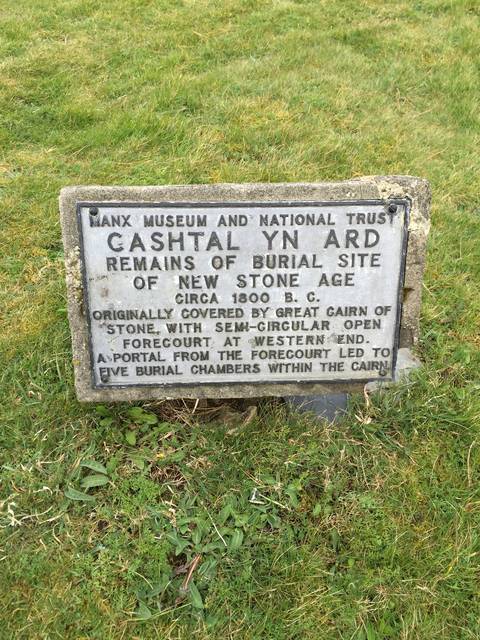 MANX MUSEUM AND NATIONAL TRUST
CASHTAL YN ARD
REMAINS OF BURIAL SITE
OF NEW STONE AGE
CIRCA 1800 B. C.
ORIGINALLY COVERED BY GREAT CAIRN OF
STONE, WITH SEMI-CIRCULAR OPEN
FORECOURT AT WESTERN END.
A PORTAL FROM THE FORECOURT LED TO
FIVE BURIAL CHAMBERS WITHIN THE CAIRN.